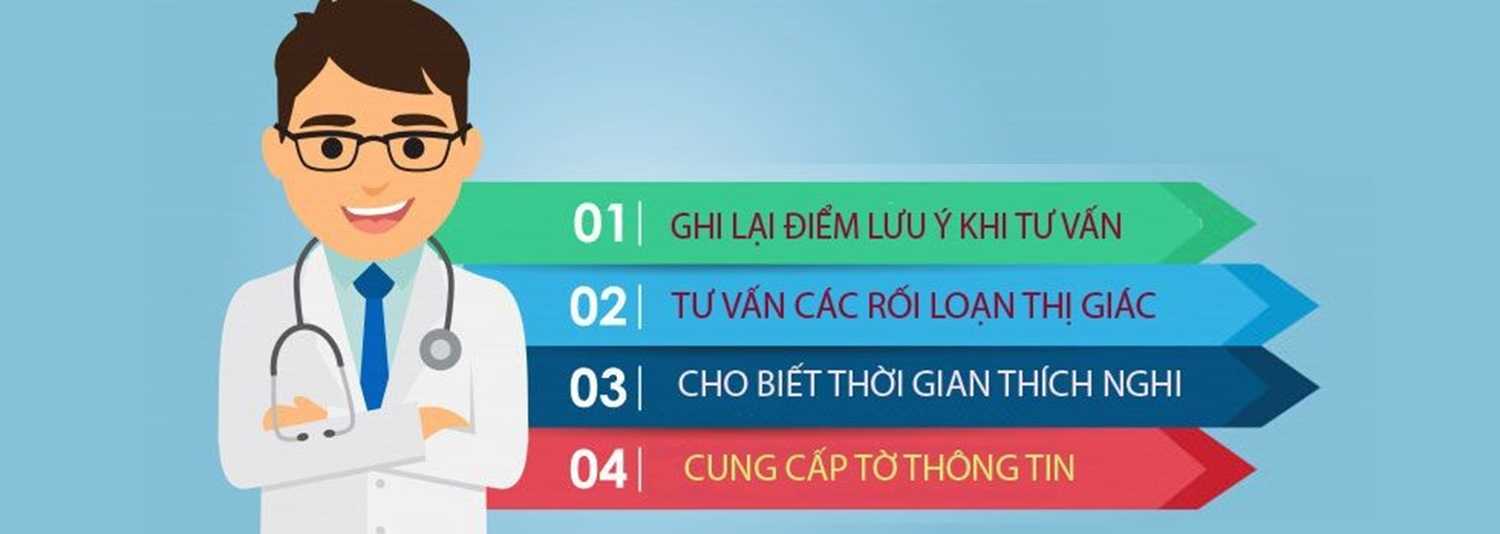 01 GHI LẠI ĐIỂM LƯU Ý KHI TƯ VẤN
02 TƯ VẤN CÁC RỐI LOẠN THỊ GIÁC
03 CHO BIẾT THỜI GIAN THÍCH NGHI
04 CUNG CẤP TỜ THÔNG TIN